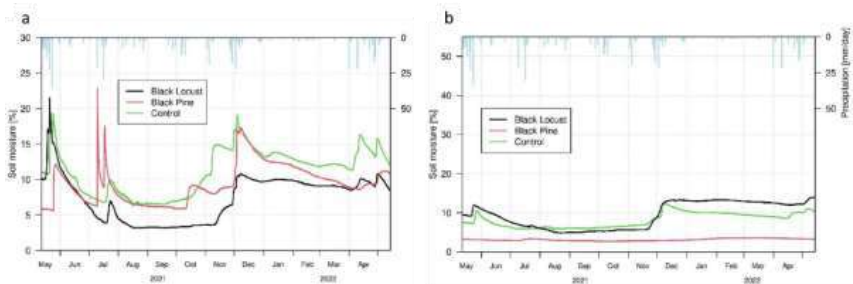 a
30
25
20
15
10
5
0
Soil moisture [%]
Black Locust
Black Pine
Control
0
25
50
May Jun Jul Aug Sep Oct Nov Dec Jan Feb Mar Apr
2021 2022
b
50
40
30
20
10
0
Soil moisture [%]
Black Locust
Black Pine
Control
0
25
50
Precipitation [mm/day]
May Jun Jul Aug Sep Oct Nov Dec Jan Feb Mar Apr
2021 2022